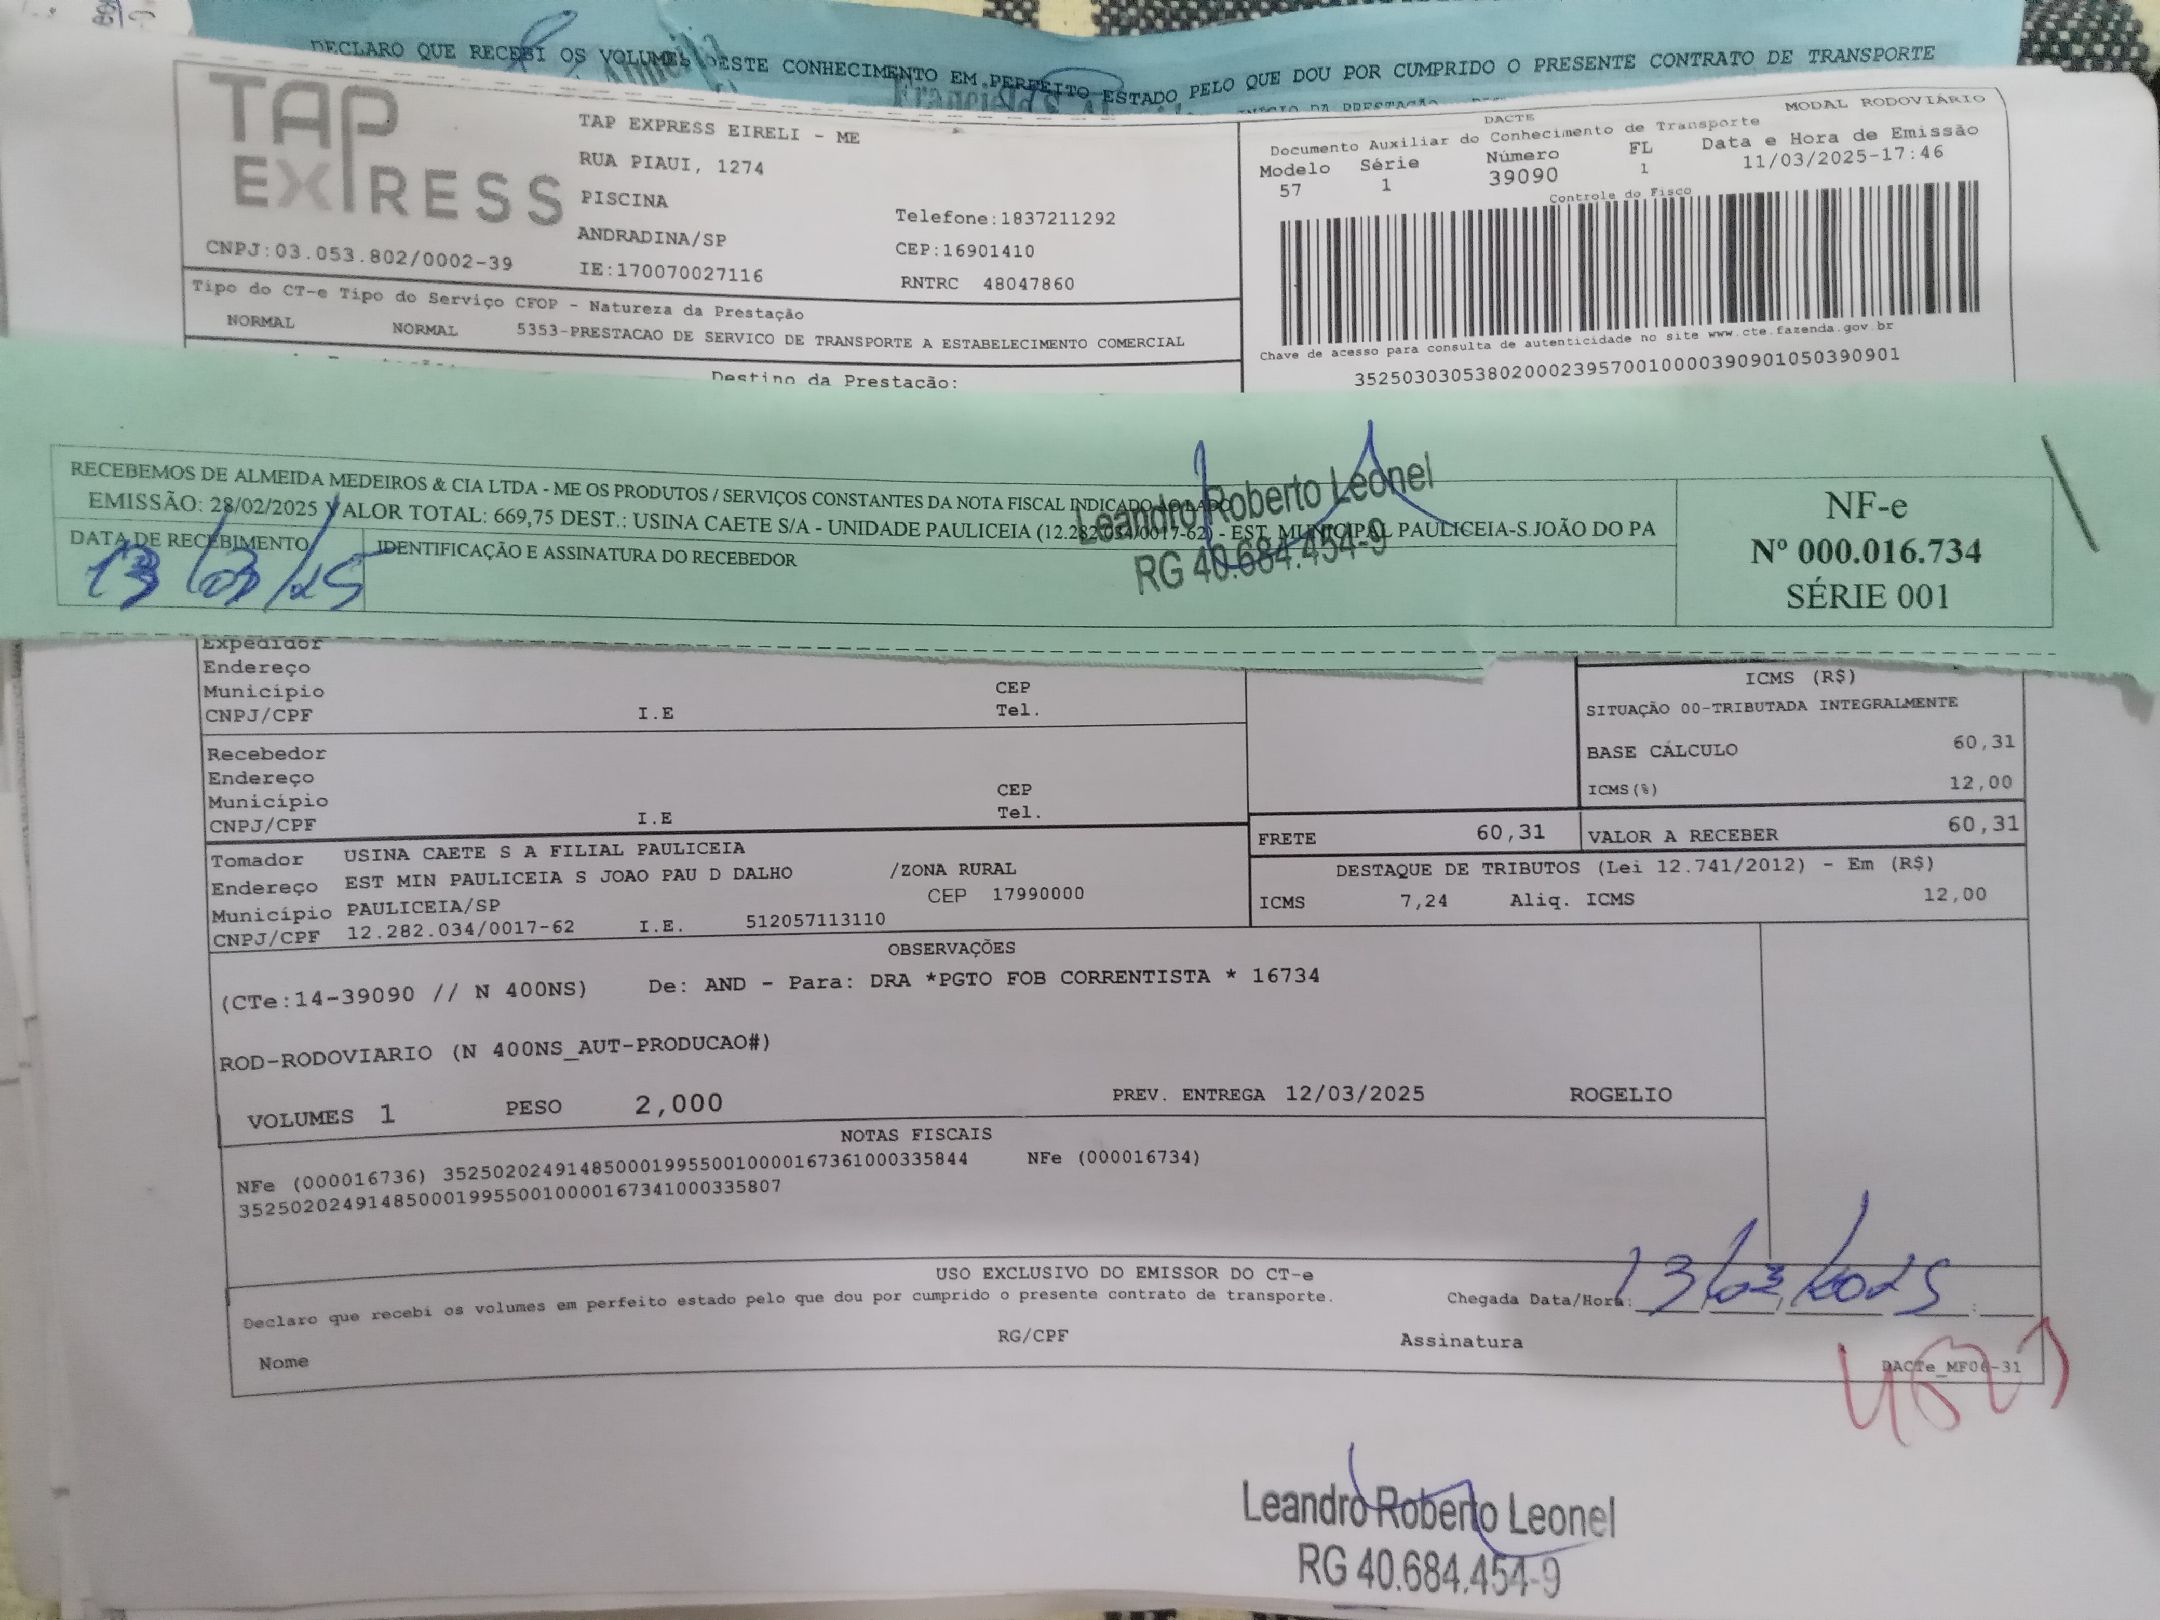 DECLARO QUE RECEBI OS VOLUMES DESTE CONHECIMENTO EM PERFEITO ESTADO PELO QUE DOU POR CUMPRIDO O PRESENTE CONTRATO DE TRANSPORTE
TAP EXPRESS
CNPJ:03.053.802/0002-39
TAP EXPRESS EIRELI - ME
RUA PIAUI, 1274
PISCINA
ANDRADINA/SP
IE:170070027116
Telefone:1837211292
CEP:16901410
RNTRC 48047860
DACTE
MODAL RODOVIÁRIO
Documento Auxiliar do Conhecimento de Transporte
Modelo Série Número FL Data e Hora de Emissão
57 1 39090 1 11/03/2025-17:46
Controle do Fisco
Chave de acesso para consulta de autenticidade no site www.cte.fazenda.gov.br
35250303053802000239570010000390901050390901
Tipo do CT-e Tipo do Serviço CFOP - Natureza da Prestação
NORMAL NORMAL 5353-PRESTACAO DE SERVICO DE TRANSPORTE A ESTABELECIMENTO COMERCIAL
Destino da Prestação:
RECEBEMOS DE ALMEIDA MEDEIROS & CIA LTDA - ME OS PRODUTOS / SERVIÇOS CONSTANTES DA NOTA FISCAL INDICADO AO LADO
EMISSÃO: 28/02/2025 VALOR TOTAL: 669,75 DEST.: USINA CAETE S/A - UNIDADE PAULICEIA (12.282.034/0017-62) - EST. MUNICIPAL PAULICEIA-S.JOÃO DO PA
DATA DE RECEBIMENTO
13/03/25
IDENTIFICAÇÃO E ASSINATURA DO RECEBEDOR
Leandro Roberto Leonel
RG 40.684.454-9
NF-e
Nº 000.016.734
SÉRIE 001
Expedidor
Endereço
Município CEP
CNPJ/CPF I.E Tel.
Recebedor
Endereço
Município CEP
CNPJ/CPF I.E Tel.
ICMS (R$)
SITUAÇÃO 00-TRIBUTADA INTEGRALMENTE
BASE CÁLCULO 60,31
ICMS(%) 12,00
FRETE 60,31 VALOR A RECEBER 60,31
Tomador USINA CAETE S A FILIAL PAULICEIA
Endereço EST MIN PAULICEIA S JOAO PAU D DALHO /ZONA RURAL
Município PAULICEIA/SP CEP 17990000
CNPJ/CPF 12.282.034/0017-62 I.E. 512057113110
DESTAQUE DE TRIBUTOS (Lei 12.741/2012) - Em (R$)
ICMS 7,24 Aliq. ICMS 12,00
OBSERVAÇÕES
(CTe:14-39090 // N 400NS) De: AND - Para: DRA *PGTO FOB CORRENTISTA * 16734
ROD-RODOVIARIO (N 400NS_AUT-PRODUCAO#)
VOLUMES 1 PESO 2,000 PREV. ENTREGA 12/03/2025 ROGELIO
NOTAS FISCAIS
NFe (000016736) 35250202491485000199550010000167361000335844 NFe (000016734)
35250202491485000199550010000167341000335807
USO EXCLUSIVO DO EMISSOR DO CT-e
Declaro que recebi os volumes em perfeito estado pelo que dou por cumprido o presente contrato de transporte.
Chegada Data/Hora: 13/03/2025
Nome RG/CPF Assinatura
DACTe_MF06-31
Leandro Roberto Leonel
RG 40.684.454-9